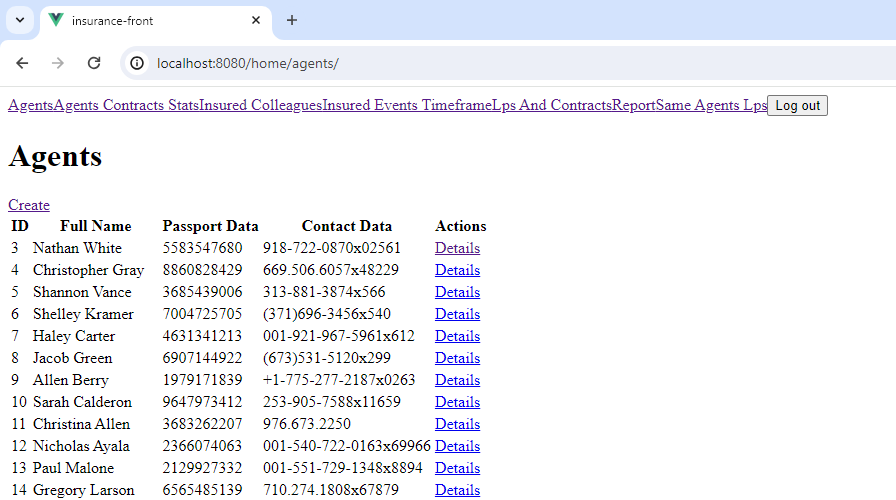 insurance-front
localhost:8080/home/agents/
AgentsAgents Contracts StatsInsured ColleaguesInsured Events TimeframeLps And ContractsReportSame Agents Lps Log out
Agents
Create
ID Full Name Passport Data Contact Data Actions
3 Nathan White 5583547680 918-722-0870x02561 Details
4 Christopher Gray 8860828429 669.506.6057x48229 Details
5 Shannon Vance 3685439006 313-881-3874x566 Details
6 Shelley Kramer 7004725705 (371)696-3456x540 Details
7 Haley Carter 4631341213 001-921-967-5961x612 Details
8 Jacob Green 6907144922 (673)531-5120x299 Details
9 Allen Berry 1979171839 +1-775-277-2187x0263 Details
10 Sarah Calderon 9647973412 253-905-7588x11659 Details
11 Christina Allen 3683262207 976.673.2250 Details
12 Nicholas Ayala 2366074063 001-540-722-0163x69966 Details
13 Paul Malone 2129927332 001-551-729-1348x8894 Details
14 Gregory Larson 6565485139 710.274.1808x67879 Details